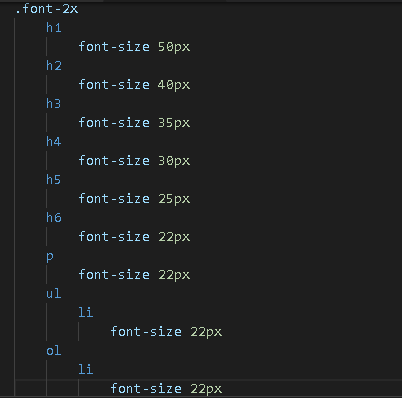 .font-2x
h1
font-size 50px
h2
font-size 40px
h3
font-size 35px
h4
font-size 30px
h5
font-size 25px
h6
font-size 22px
p
font-size 22px
ul
li
font-size 22px
ol
li
font-size 22px